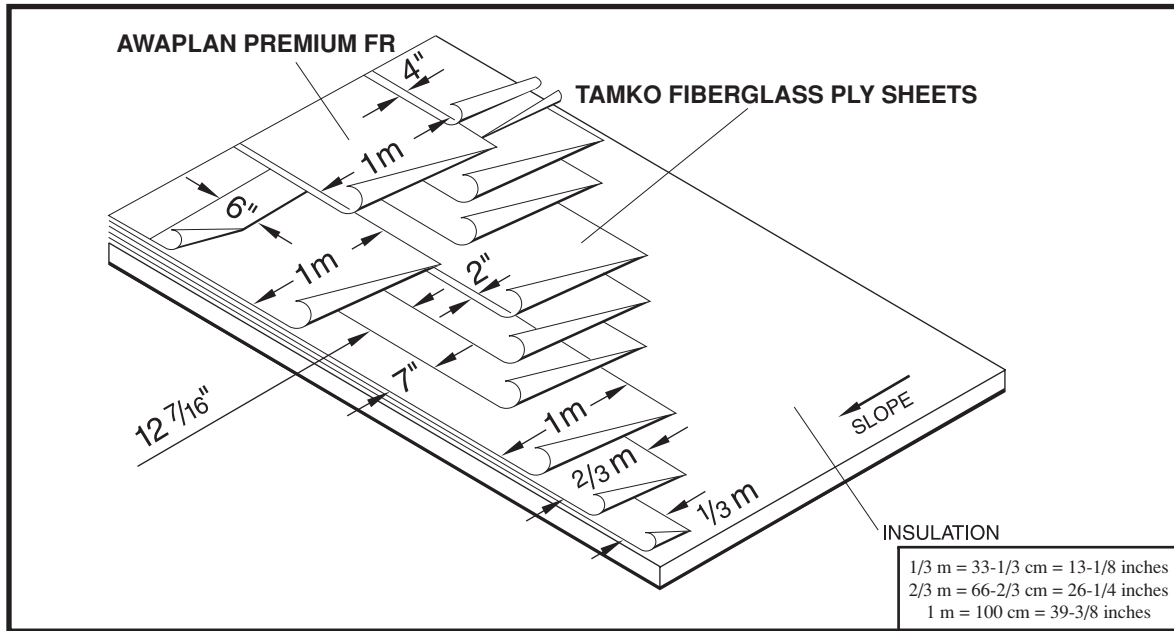 AWAPLAN PREMIUM FR
4"
TAMKO FIBERGLASS PLY SHEETS
1m
6"
1m
2"
12 7/16"
7"
1m
SLOPE
2/3 m
1/3 m
INSULATION
1/3 m = 33-1/3 cm = 13-1/8 inches
2/3 m = 66-2/3 cm = 26-1/4 inches
1 m = 100 cm = 39-3/8 inches